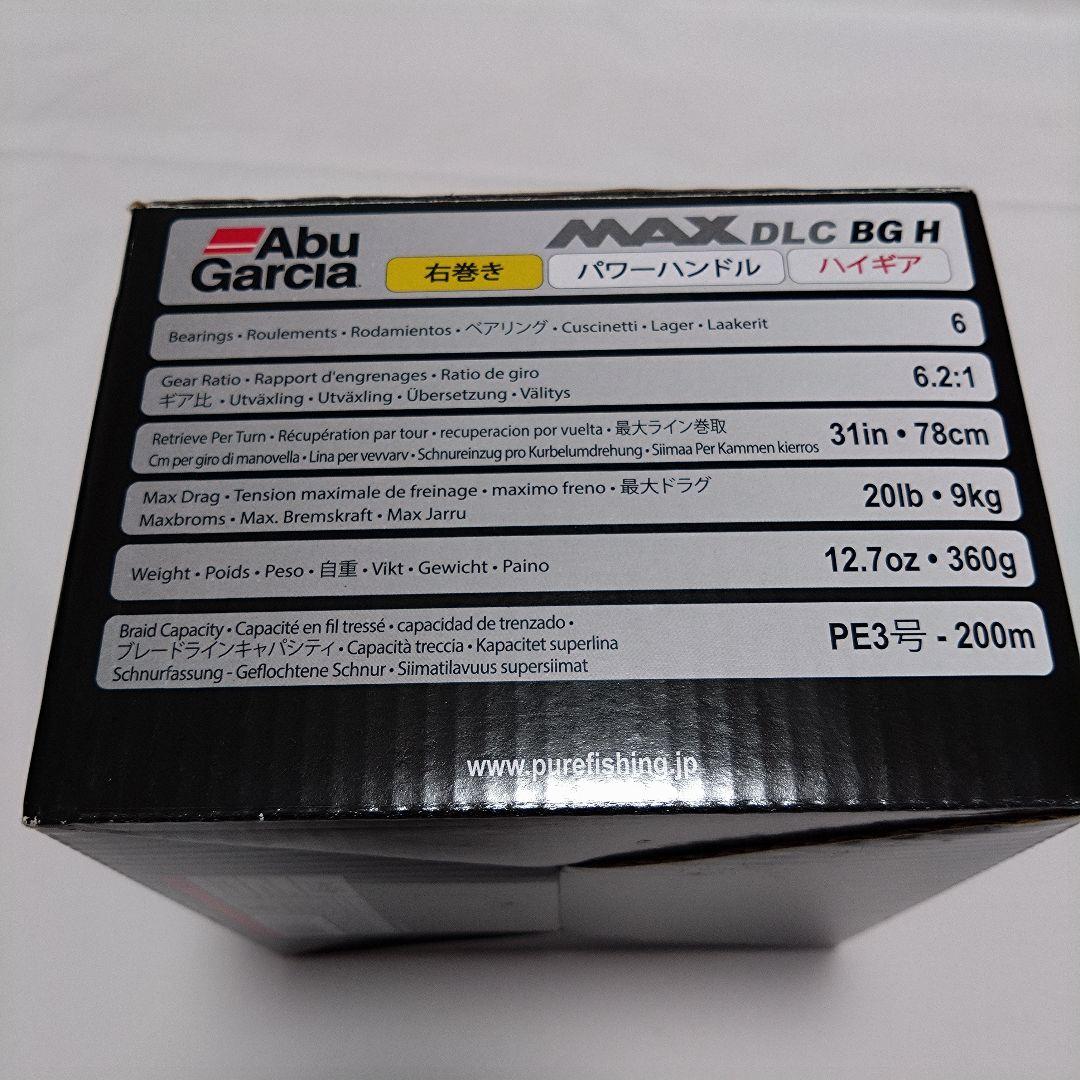 Abu Garcia MAX DLC BG H
右巻き パワーハンドル ハイギア
Bearings • Roulements • Rodamientos • ベアリング • Cuscinetti • Lager • Laakerit 6
Gear Ratio • Rapport d'engrenages • Ratio de giro
ギア比 • Utväxling • Utväxling • Übersetzung • Välitys 6.2:1
Retrieve Per Turn • Récupération par tour • recuperacion por vuelta • 最大ライン巻取
Cm per giro di manovella • Lina per vevvarv • Schnureinzug pro Kurbelumdrehung • Siimaa Per Kammen kierros 31in • 78cm
Max Drag • Tension maximale de freinage • maximo freno • 最大ドラグ
Maxbroms • Max. Bremskraft • Max Jarru 20lb • 9kg
Weight • Poids • Peso • 自重 • Vikt • Gewicht • Paino 12.7oz • 360g
Braid Capacity • Capacité en fil tressé • capacidad de trenzado •
ブレードラインキャパシティ • Capacità treccia • Kapacitet superlina
Schnurfassung - Geflochtene Schnur • Siimatilavuus supersiimat PE3号 - 200m
www.purefishing.jp